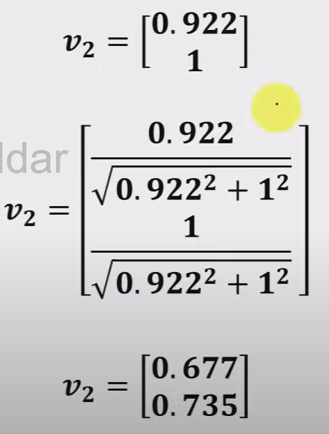 v₂ = [0.922
1]
ldar
v₂ = [0.922 / √(0.922² + 1²)
1 / √(0.922² + 1²)]
v₂ = [0.677
0.735]